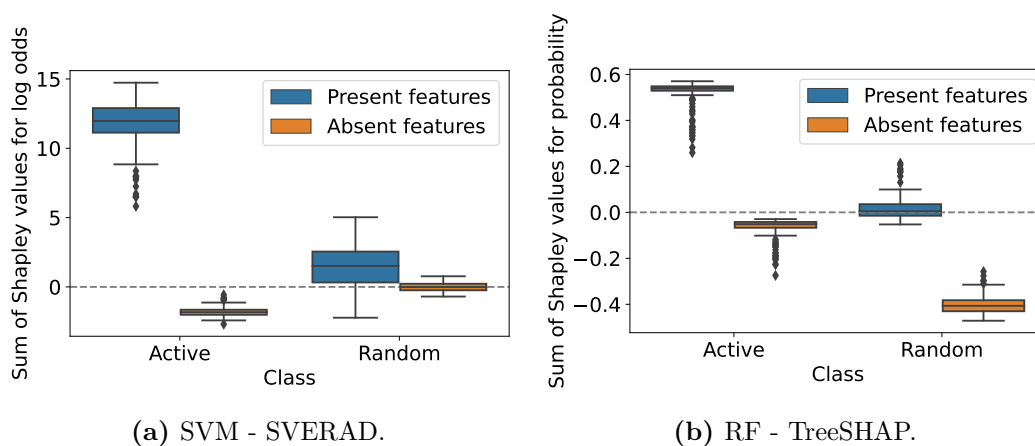 Sum of Shapley values for log odds
15
10
5
0
Present features
Absent features
Active
Random
Class
(a) SVM - SVERAD.
Sum of Shapley values for probability
0.6
0.4
0.2
0.0
−0.2
−0.4
Present features
Absent features
Active
Random
Class
(b) RF - TreeSHAP.